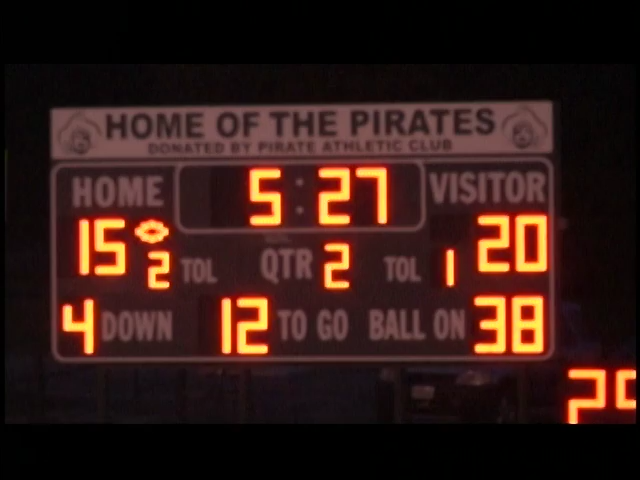 HOME OF THE PIRATES
DONATED BY PIRATE ATHLETIC CLUB
HOME 5:27 VISITOR
15 2 TOL QTR 2 TOL 1 20
4 DOWN 12 TO GO BALL ON 38